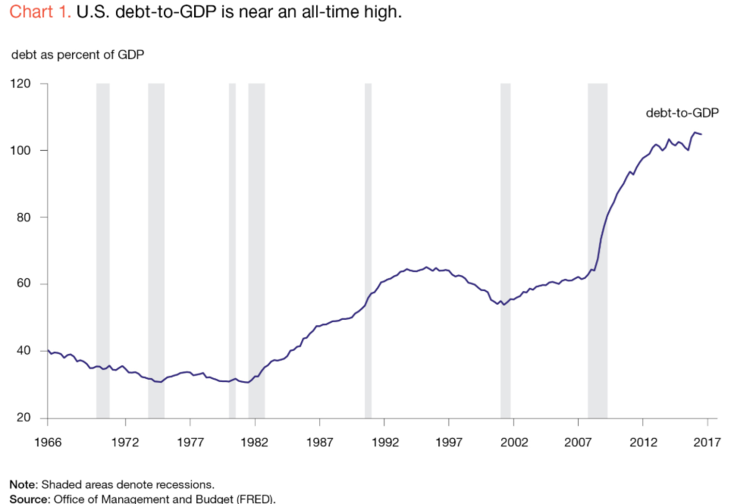 Chart 1. U.S. debt-to-GDP is near an all-time high.
debt as percent of GDP
120
debt-to-GDP
100
80
60
40
20
1966 1972 1977 1982 1987 1992 1997 2002 2007 2012 2017
Note: Shaded areas denote recessions.
Source: Office of Management and Budget (FRED).